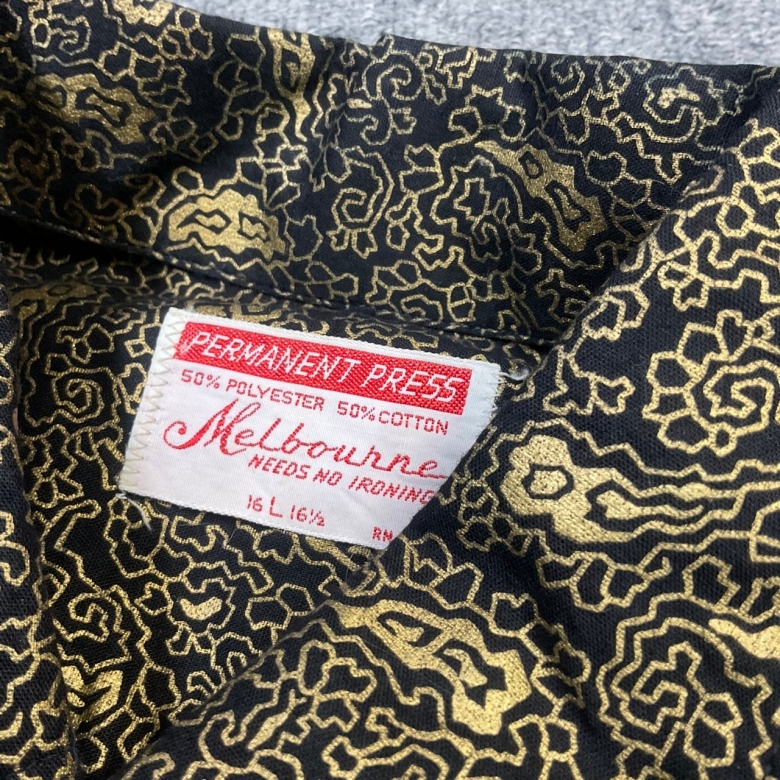 PERMANENT PRESS
50% POLYESTER 50% COTTON
Melbourne
NEEDS NO IRONING
16 L 16½
RN